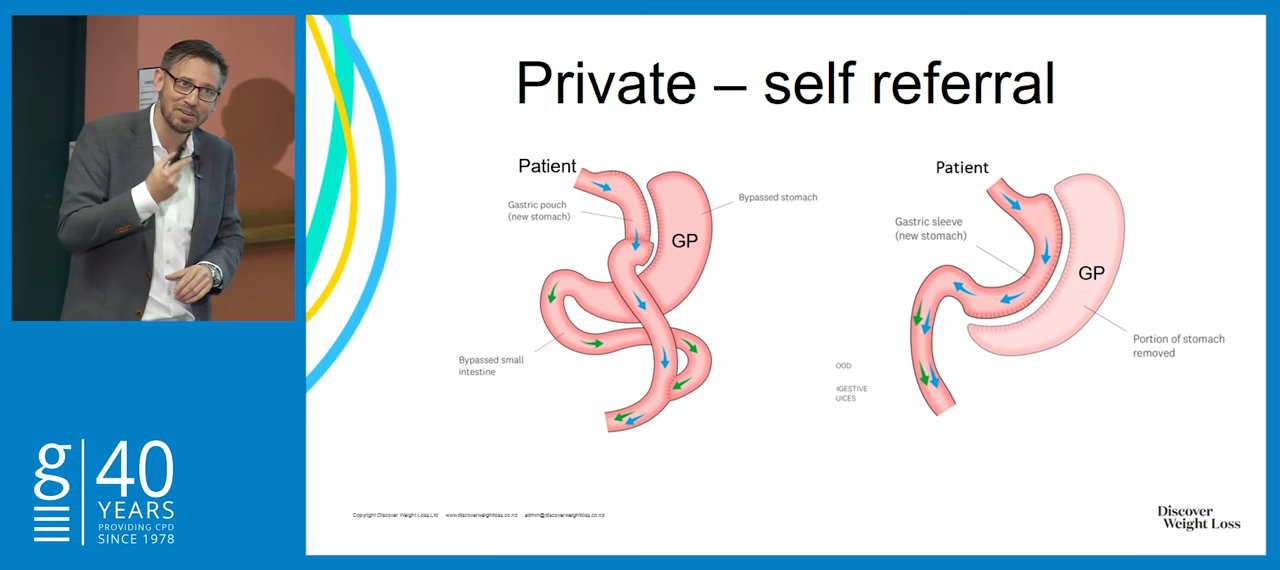 Private – self referral
Patient
Gastric pouch
(new stomach)
Bypassed stomach
GP
Bypassed small
intestine
Patient
Gastric sleeve
(new stomach)
GP
Portion of stomach
removed
OOD
IGESTIVE
UICES
Copyright Discover Weight Loss Ltd www.discoverweightloss.co.nz admin@discoverweightloss.co.nz
Discover
Weight Loss
g
40
YEARS
PROVIDING CPD
SINCE 1978